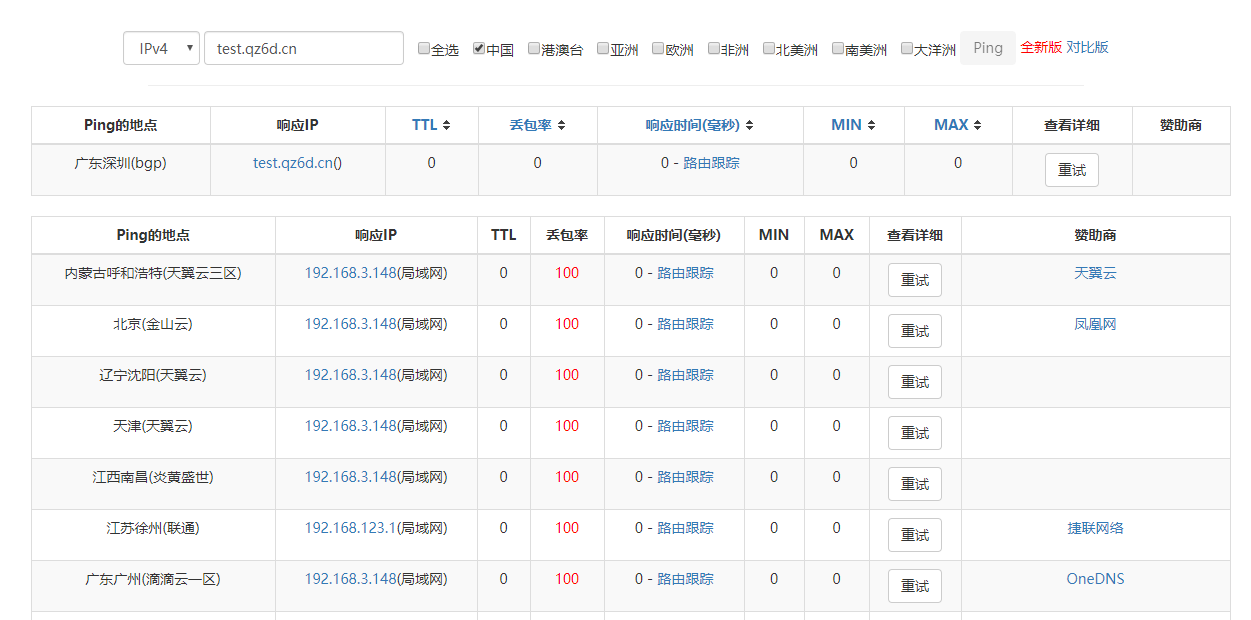 IPv4 test.qz6d.cn 全选 中国 港澳台 亚洲 欧洲 非洲 北美洲 南美洲 大洋洲 Ping 全新版 对比版
Ping的地点 响应IP TTL 丢包率 响应时间(毫秒) MIN MAX 查看详细 赞助商
广东深圳(bgp) test.qz6d.cn() 0 0 0 - 路由跟踪 0 0 重试
Ping的地点 响应IP TTL 丢包率 响应时间(毫秒) MIN MAX 查看详细 赞助商
内蒙古呼和浩特(天翼云三区) 192.168.3.148(局域网) 0 100 0 - 路由跟踪 0 0 重试 天翼云
北京(金山云) 192.168.3.148(局域网) 0 100 0 - 路由跟踪 0 0 重试 凤凰网
辽宁沈阳(天翼云) 192.168.3.148(局域网) 0 100 0 - 路由跟踪 0 0 重试
天津(天翼云) 192.168.3.148(局域网) 0 100 0 - 路由跟踪 0 0 重试
江西南昌(炎黄盛世) 192.168.3.148(局域网) 0 100 0 - 路由跟踪 0 0 重试
江苏徐州(联通) 192.168.123.1(局域网) 0 100 0 - 路由跟踪 0 0 重试 捷联网络
广东广州(滴滴云一区) 192.168.3.148(局域网) 0 100 0 - 路由跟踪 0 0 重试 OneDNS